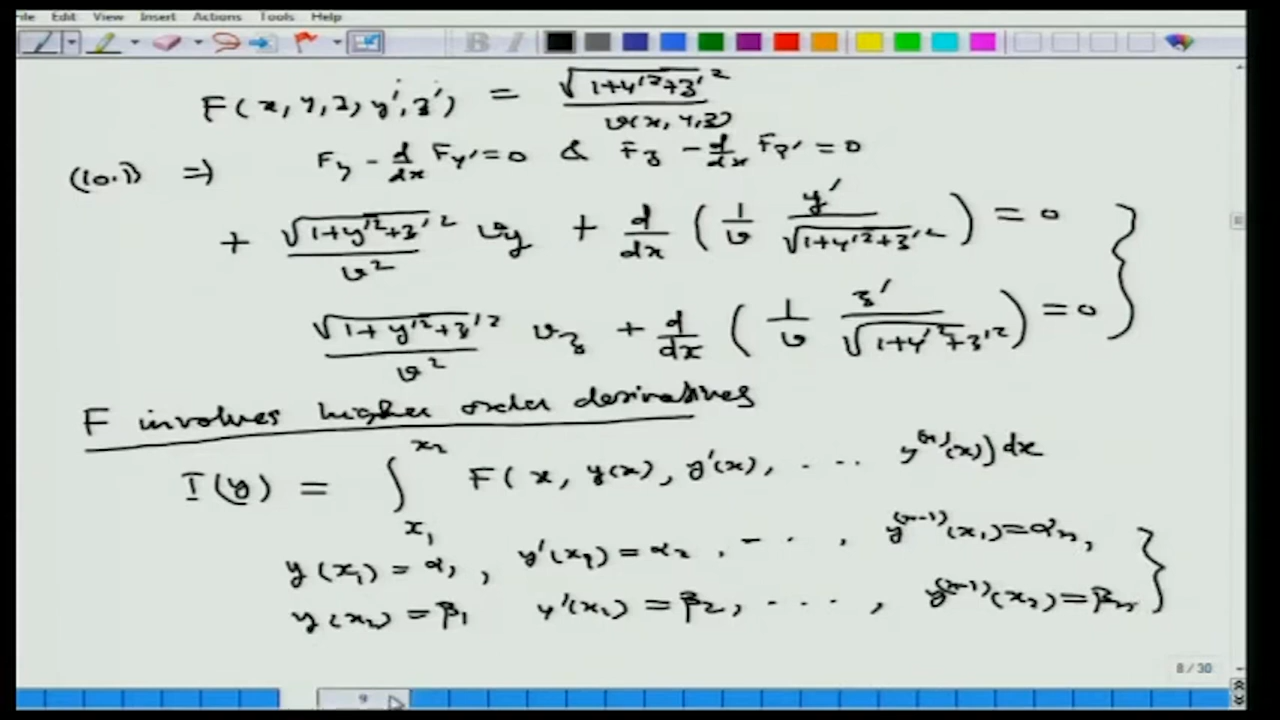 File Edit View Insert Actions Tools Help
B I
F(x, y, z, y', z') = √(1+y'²+z'²) / v(x, y, z)
(10.1) ⇒ F_y - d/dx F_y' = 0 & F_z - d/dx F_z' = 0
+ √(1+y'²+z'²) / v² v_y + d/dx (1/v y'/√(1+y'²+z'²)) = 0
√(1+y'²+z'²) / v² v_z + d/dx (1/v z'/√(1+y'²+z'²)) = 0
F involves higher order derivatives
I(y) = ∫_{x₁}^{x₂} F(x, y(x), y'(x), ... y⁽ⁿ⁾(x)) dx
y(x₁) = α₁, y'(x₁) = α₂, ..., y⁽ⁿ⁻¹⁾(x₁) = αₙ,
y(x₂) = β₁ y'(x₂) = β₂, ..., y⁽ⁿ⁻¹⁾(x₂) = βₙ
8 / 30
9